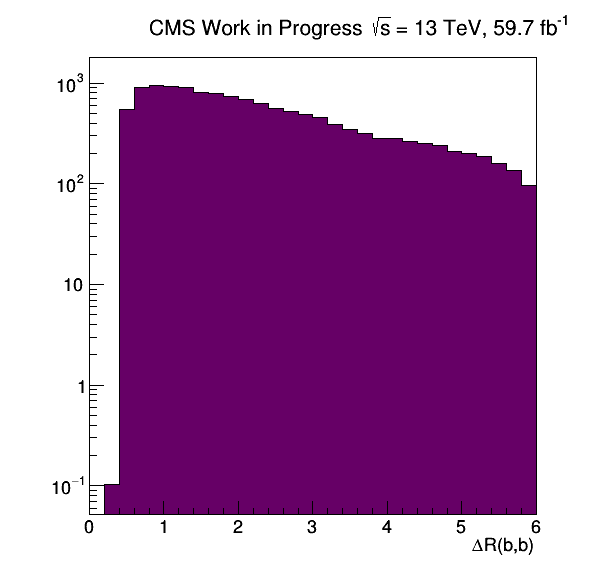 CMS Work in Progress √s = 13 TeV, 59.7 fb⁻¹
10³
10²
10
1
10⁻¹
0 1 2 3 4 5 6
ΔR(b,b)